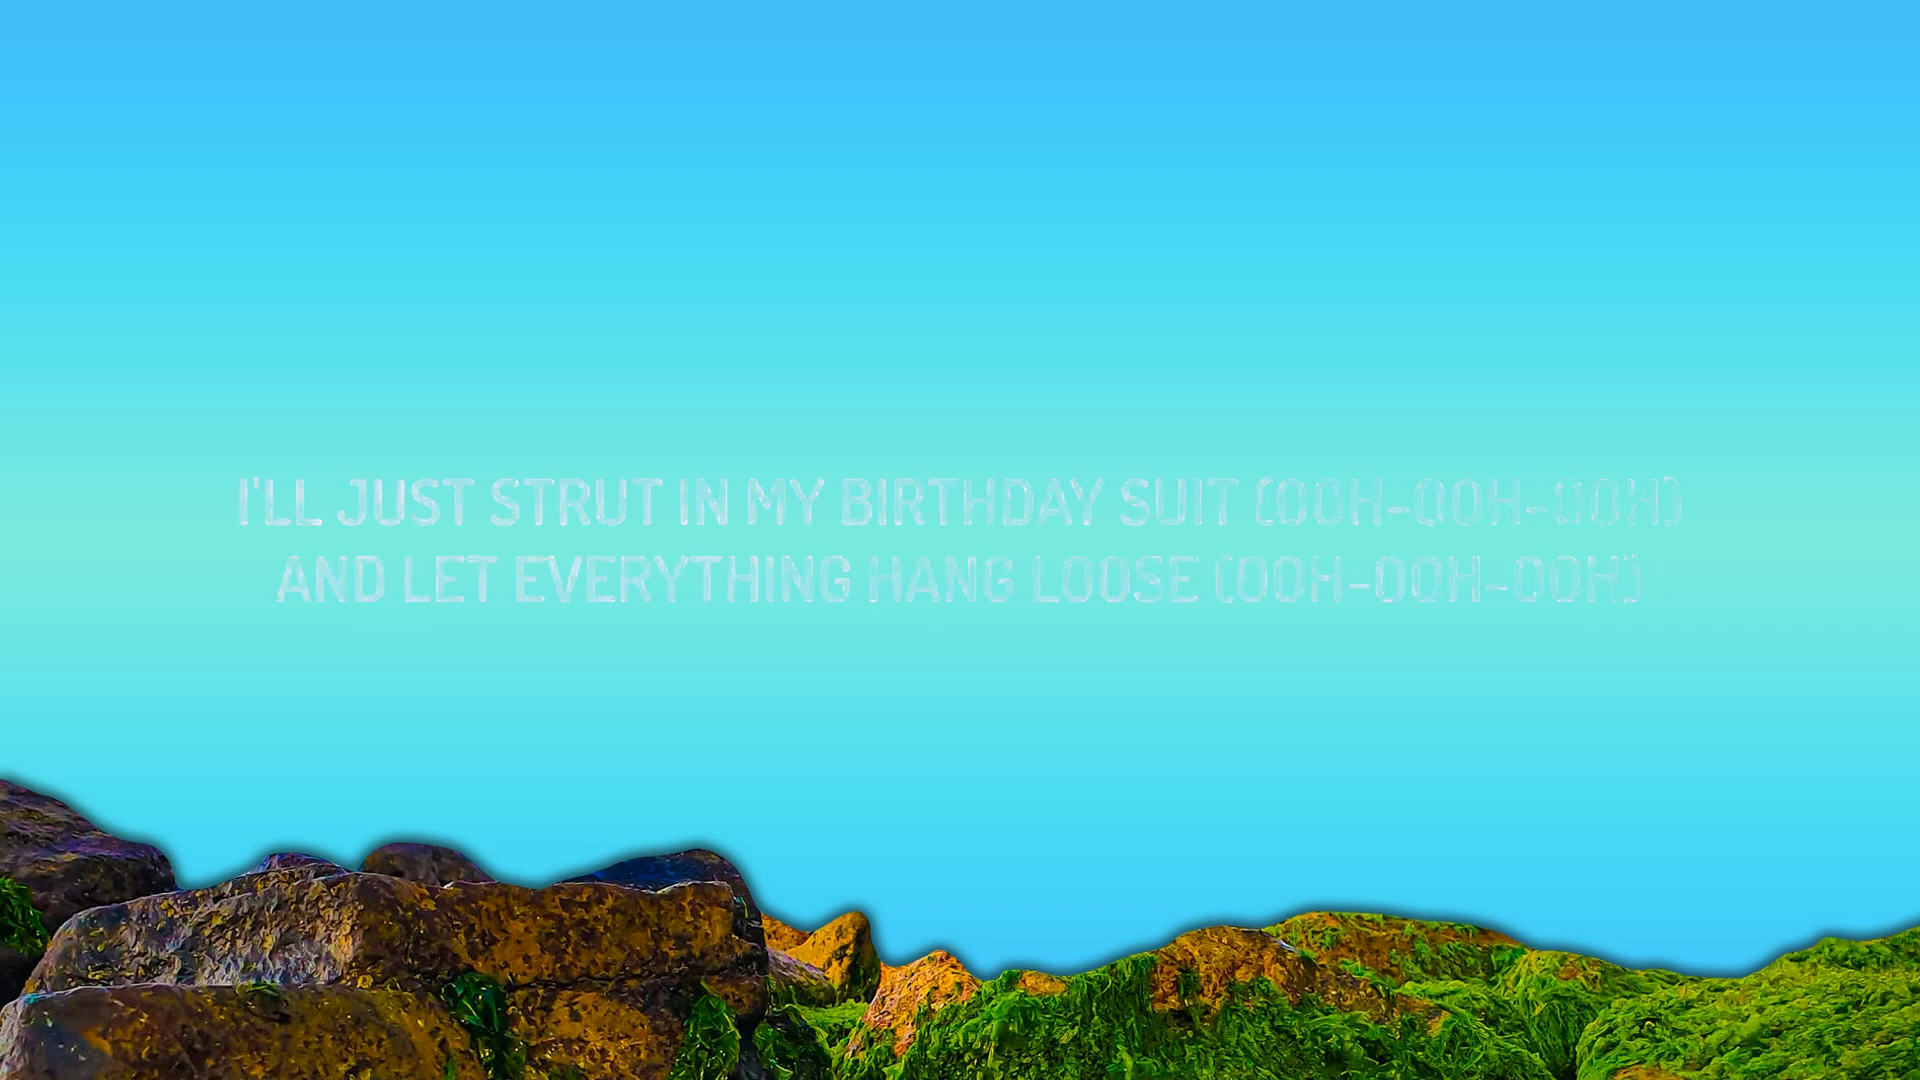 I'LL JUST STRUT IN MY BIRTHDAY SUIT (OOH-OOH-OOH)
AND LET EVERYTHING HANG LOOSE (OOH-OOH-OOH)